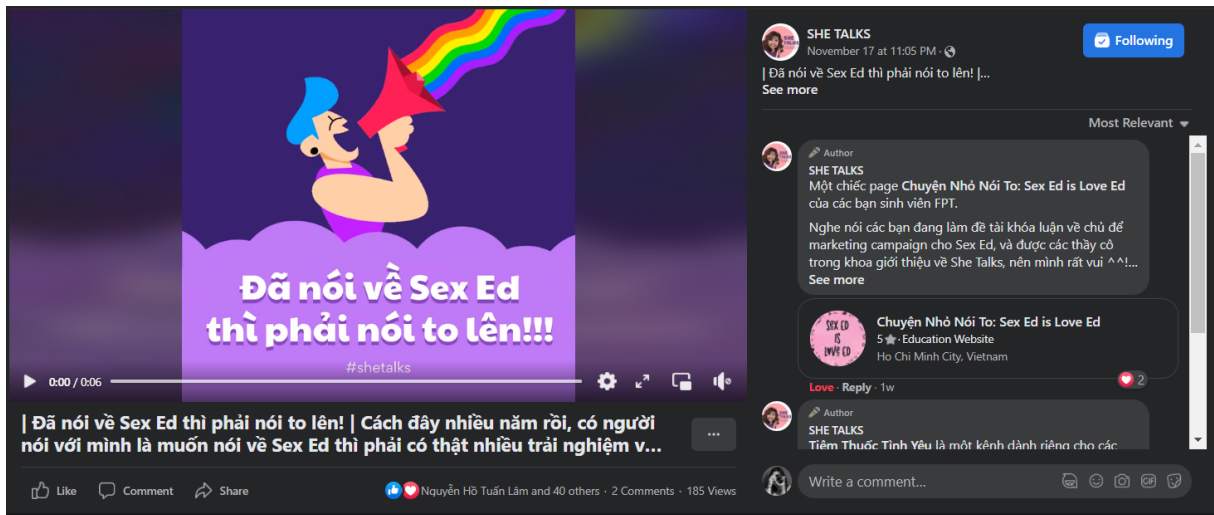 Đã nói về Sex Ed
thì phải nói to lên!!!
#shetalks
0:00 / 0:06
| Đã nói về Sex Ed thì phải nói to lên! | Cách đây nhiều năm rồi, có người
nói với mình là muốn nói về Sex Ed thì phải có thật nhiều trải nghiệm v...
Like Comment Share Nguyễn Hồ Tuấn Lâm and 40 others · 2 Comments · 185 Views
SHE TALKS
November 17 at 11:05 PM ·
Following
| Đã nói về Sex Ed thì phải nói to lên! |...
See more
Most Relevant
Author
SHE TALKS
Một chiếc page Chuyện Nhỏ Nói To: Sex Ed is Love Ed
của các bạn sinh viên FPT.
Nghe nói các bạn đang làm đề tài khóa luận về chủ để
marketing campaign cho Sex Ed, và được các thầy cô
trong khoa giới thiệu về She Talks, nên mình rất vui ^^!...
See more
SEX ED
IS
LOVE ED
Chuyện Nhỏ Nói To: Sex Ed is Love Ed
5★ · Education Website
Ho Chi Minh City, Vietnam
2
Love · Reply · 1w
Author
SHE TALKS
Tiệm Thuốc Tình Yêu là một kênh dành riêng cho các
Write a comment...
GIF